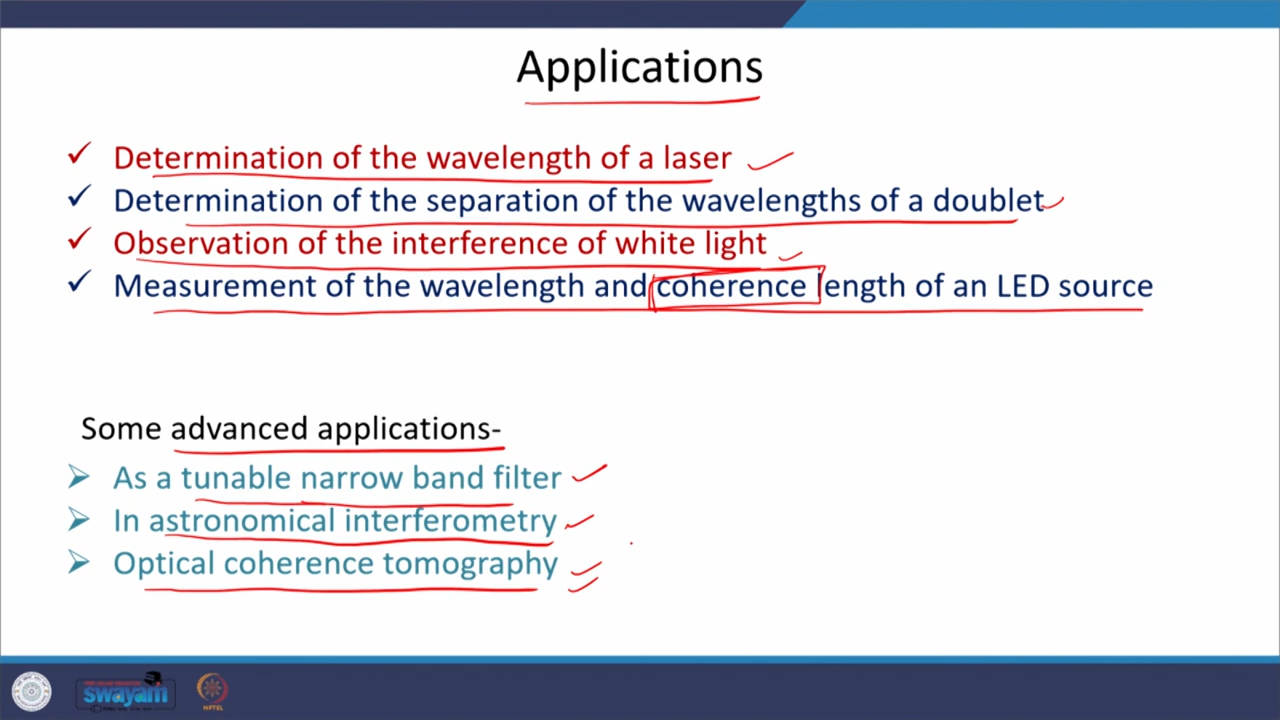 Applications
Determination of the wavelength of a laser
Determination of the separation of the wavelengths of a doublet
Observation of the interference of white light
Measurement of the wavelength and coherence length of an LED source
Some advanced applications-
As a tunable narrow band filter
In astronomical interferometry
Optical coherence tomography
swayam
NPTEL